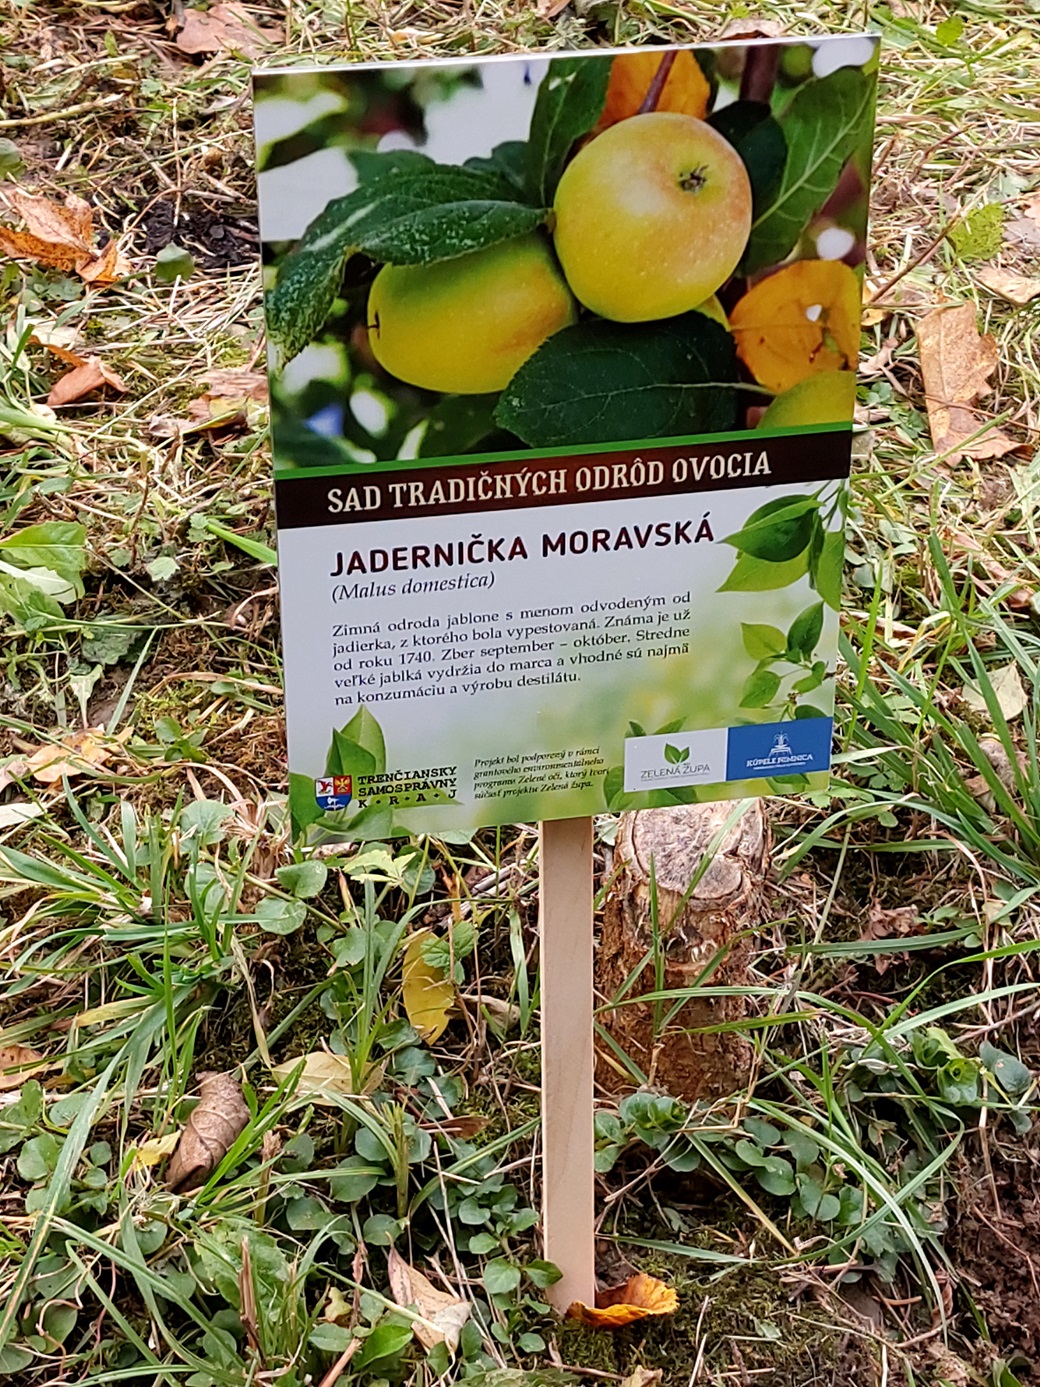 SAD TRADIČNÝCH ODRÔD OVOCIA
JADERNIČKA MORAVSKÁ
(Malus domestica)
Zimná odroda jablone s menom odvodeným od
jadierka, z ktorého bola vypestovaná. Známa je už
od roku 1740. Zber september – október. Stredne
veľké jablká vydržia do marca a vhodné sú najmä
na konzumáciu a výrobu destilátu.
TRENČIANSKY
SAMOSPRÁVNY
K • R • A • J
Projekt bol podporený v rámci
grantového environmentálneho
programu Zelené oči, ktorý tvorí
súčasť projektu Zelená župa.
ZELENÁ ŽUPA
KÚPELE NIMNICA